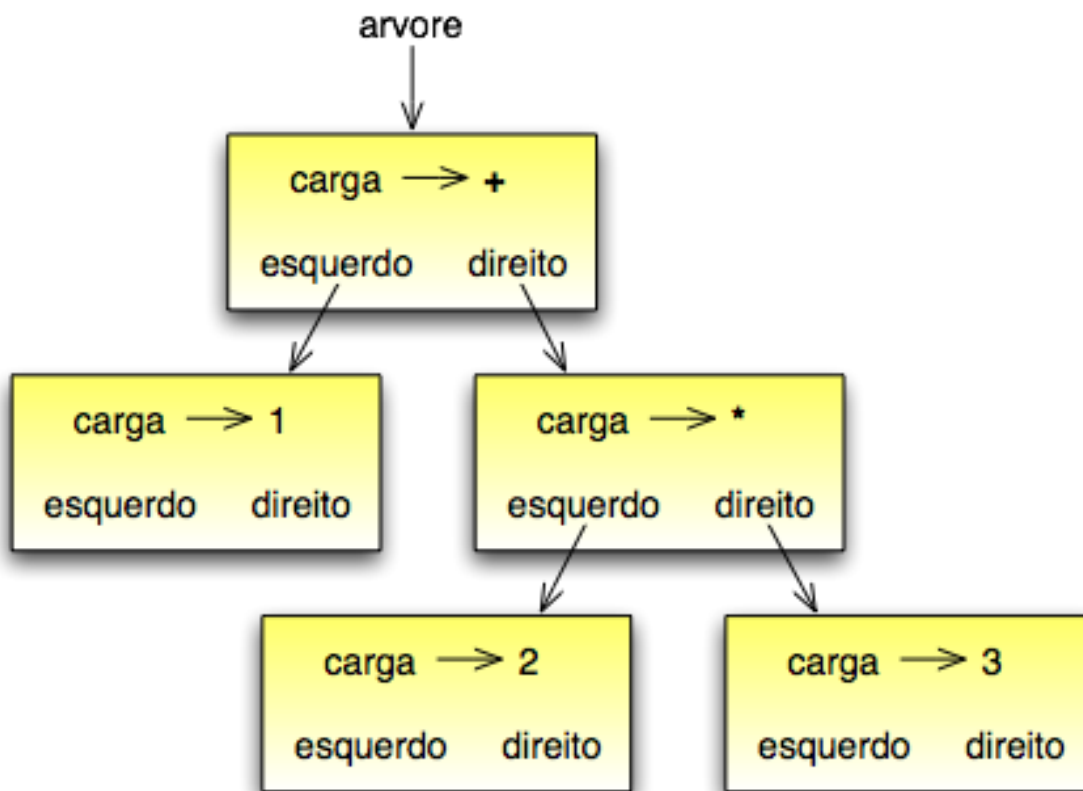 arvore
carga +
esquerdo direito
carga 1
esquerdo direito
carga *
esquerdo direito
carga 2
esquerdo direito
carga 3
esquerdo direito